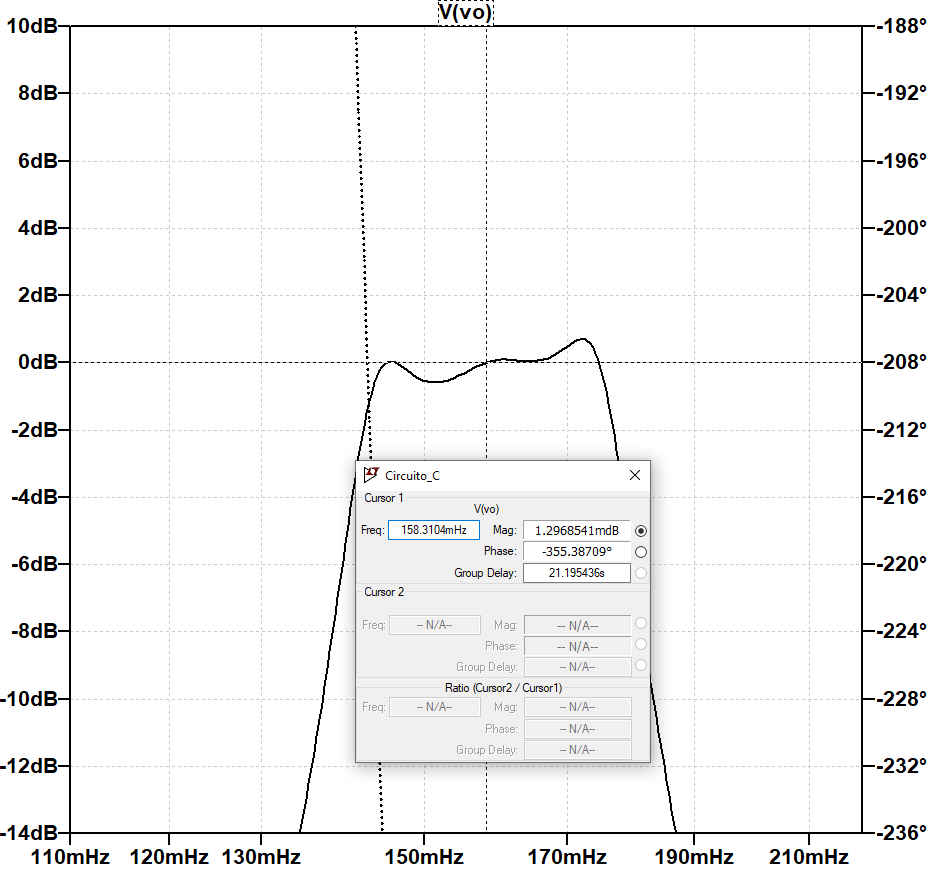 V(vo)
10dB
8dB
6dB
4dB
2dB
0dB
-2dB
-4dB
-6dB
-8dB
-10dB
-12dB
-14dB
-188°
-192°
-196°
-200°
-204°
-208°
-212°
-216°
-220°
-224°
-228°
-232°
-236°
Circuito_C
Cursor 1
V(vo)
Freq: 158.3104mHz Mag: 1.2968541mdB
Phase: -355.38709°
Group Delay: 21.195436s
Cursor 2
Freq: -- N/A-- Mag: -- N/A--
Phase: -- N/A--
Group Delay: -- N/A--
Ratio (Cursor2 / Cursor1)
Freq: -- N/A-- Mag: -- N/A--
Phase: -- N/A--
Group Delay: -- N/A--
110mHz 120mHz 130mHz 150mHz 170mHz 190mHz 210mHz